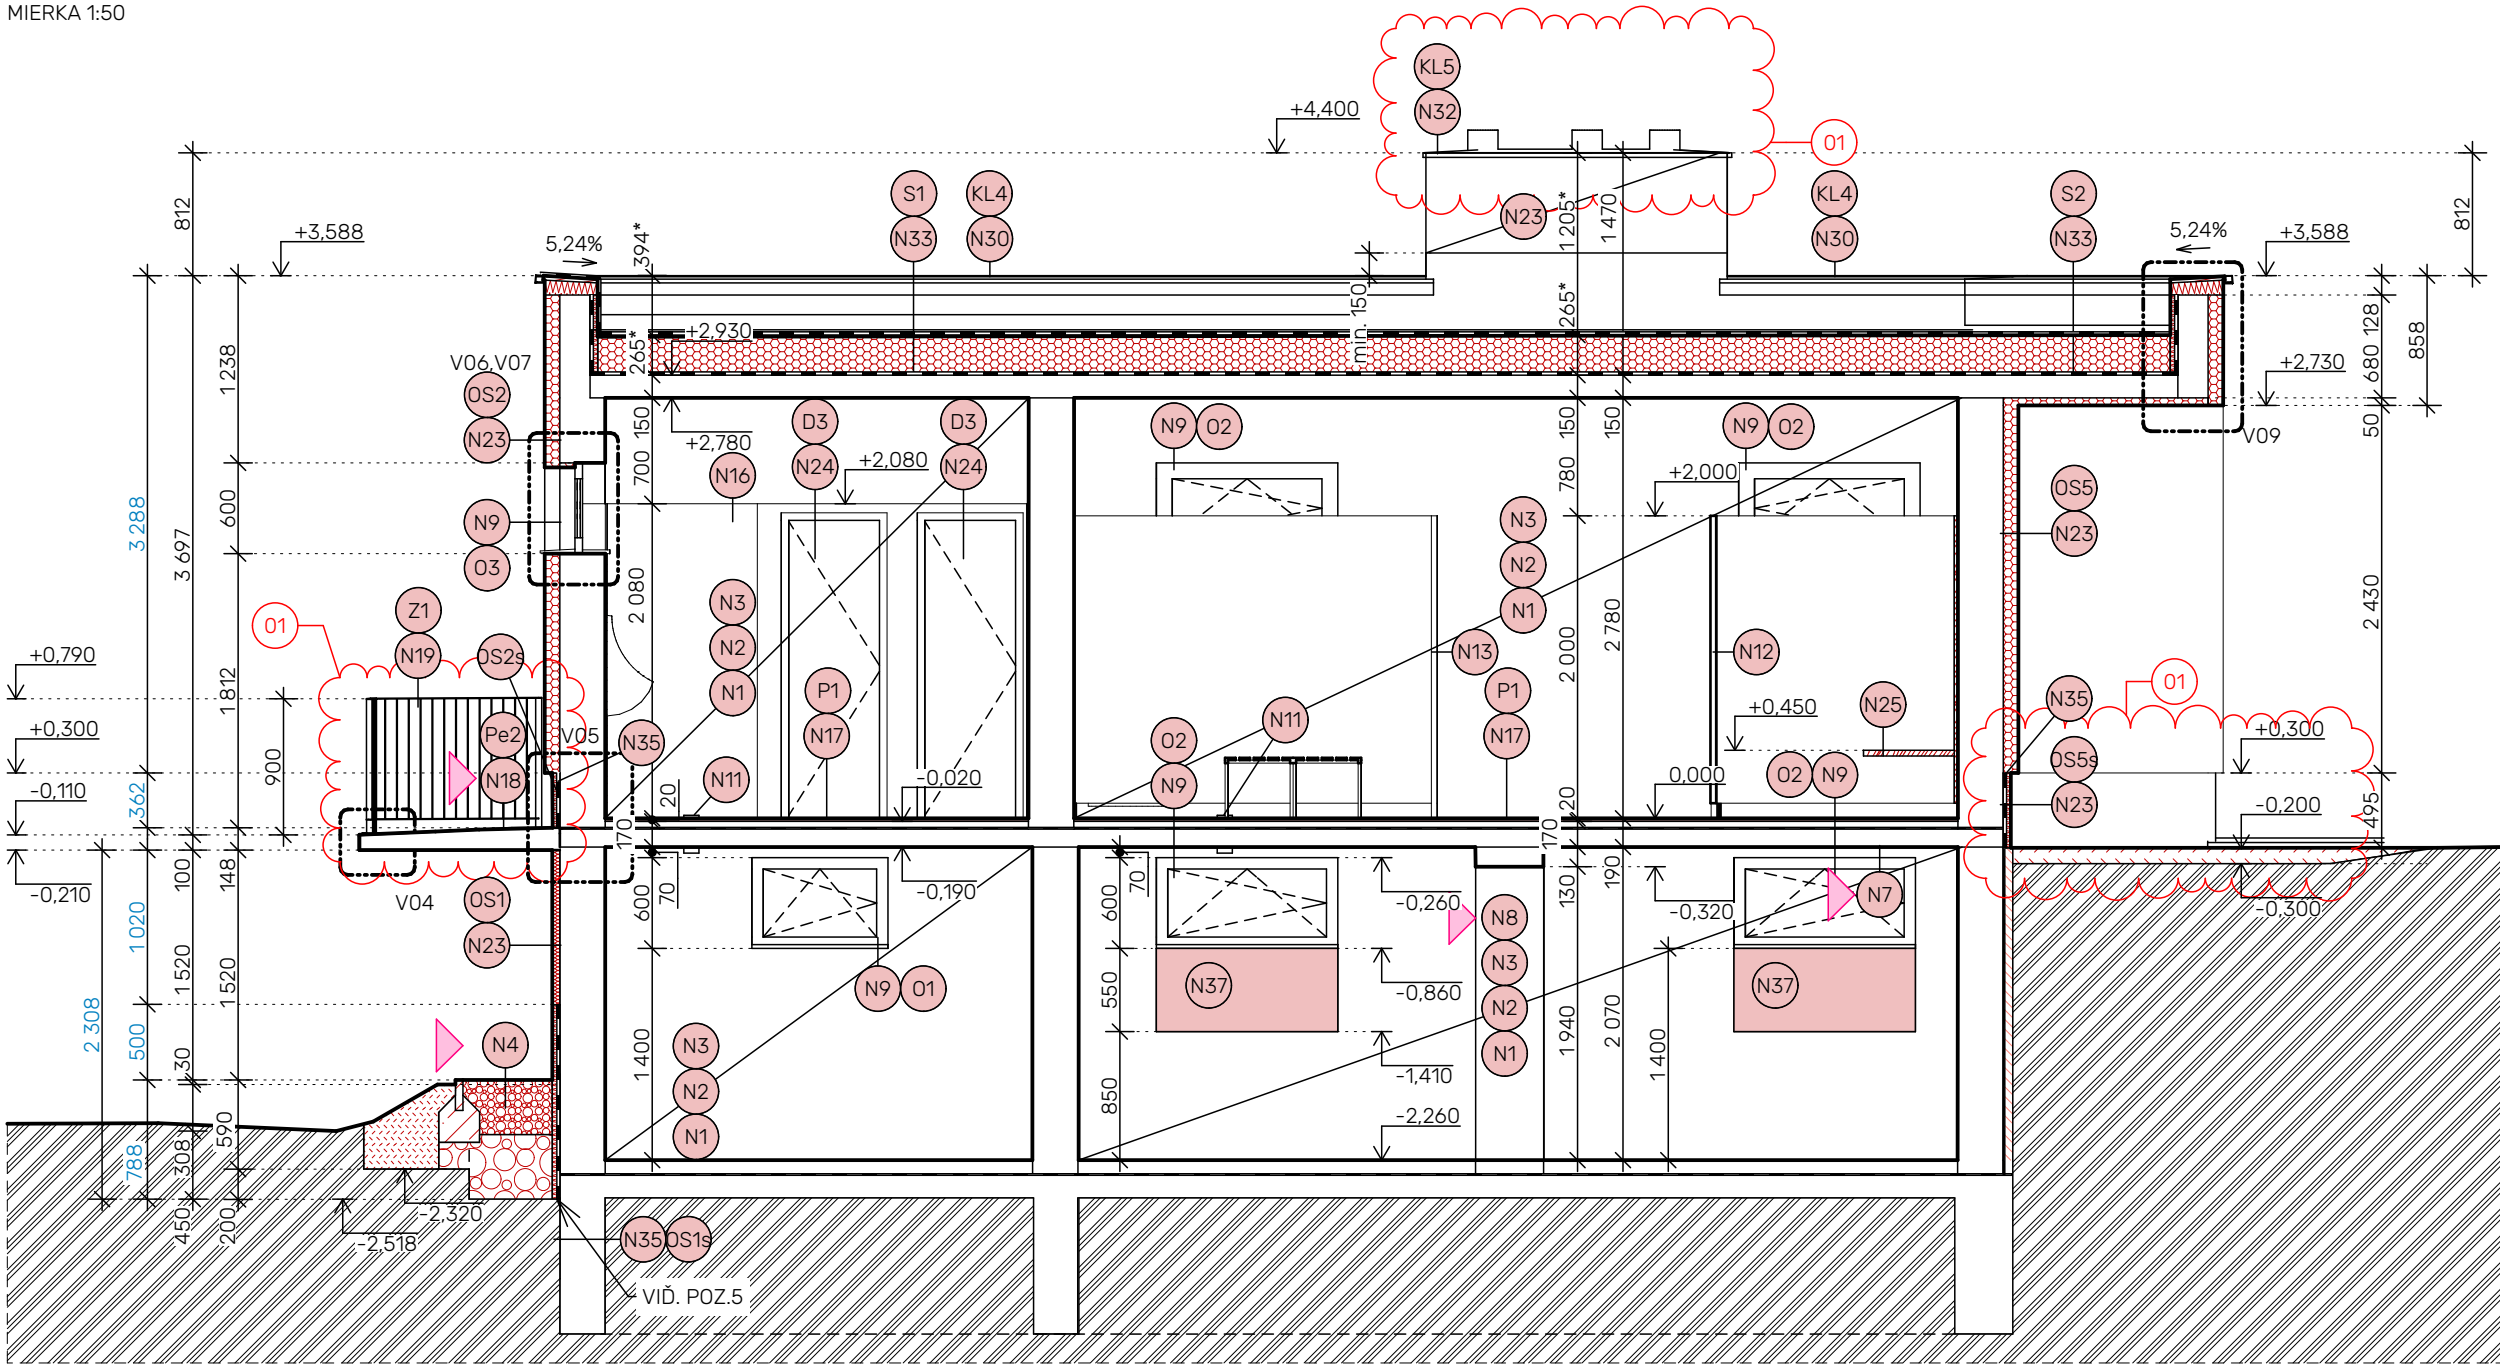 MIERKA 1:50
KL5
N32
+4,400
01
812
S1
N33
KL4
N30
N23
1 205*
1 470
KL4
N30
S2
N33
812
+3,588
5,24%
394*
5,24%
+3,588
min. 150
265*
+2,930
265*
128
858
680
V06,V07
OS2
N23
1 238
150
+2,780
D3
N24
D3
N24
N9
O2
150
150
N9
O2
+2,730
50
V09
N16
700
+2,080
780
+2,000
OS5
N23
3 288
3 697
600
N9
O3
N3
N2
N1
2 080
N3
N2
N1
2 000
2 780
2 430
01
Z1
N19
OS2s
N3
N2
N1
P1
N17
N13
P1
N17
N12
+0,790
1 812
900
Pe2
N18
V05
N35
N11
N11
O2
N9
+0,450
N25
O2
N9
N35
01
OS5s
N23
+0,300
+0,300
-0,110
362
20
-0,020
0,000
20
-0,200
495
170
170
-0,210
100
148
V04
OS1
N23
600
70
-0,190
600
70
-0,260
130
190
-0,320
N7
-0,300
1 020
1 520
1 520
N9
O1
N37
550
-0,860
N8
N3
N2
N1
N37
2 308
500
30
N4
N3
N2
N1
1 400
850
-1,410
-2,260
1 940
2 070
1 400
788
308
590
450
200
-2,320
-2,518
N35
OS1s
VIĎ. POZ.5